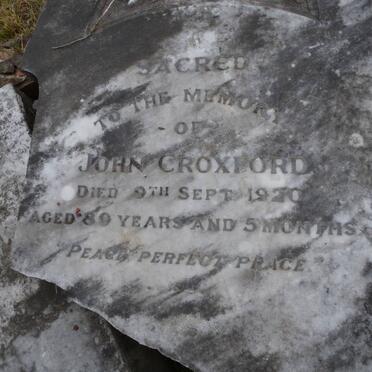 SACRED
TO THE MEMORY
- OF -
JOHN CROXFORD
DIED 9TH SEPT 1920
AGED 89 YEARS AND 5 MONTHS.
"PEACE, PERFECT PEACE"